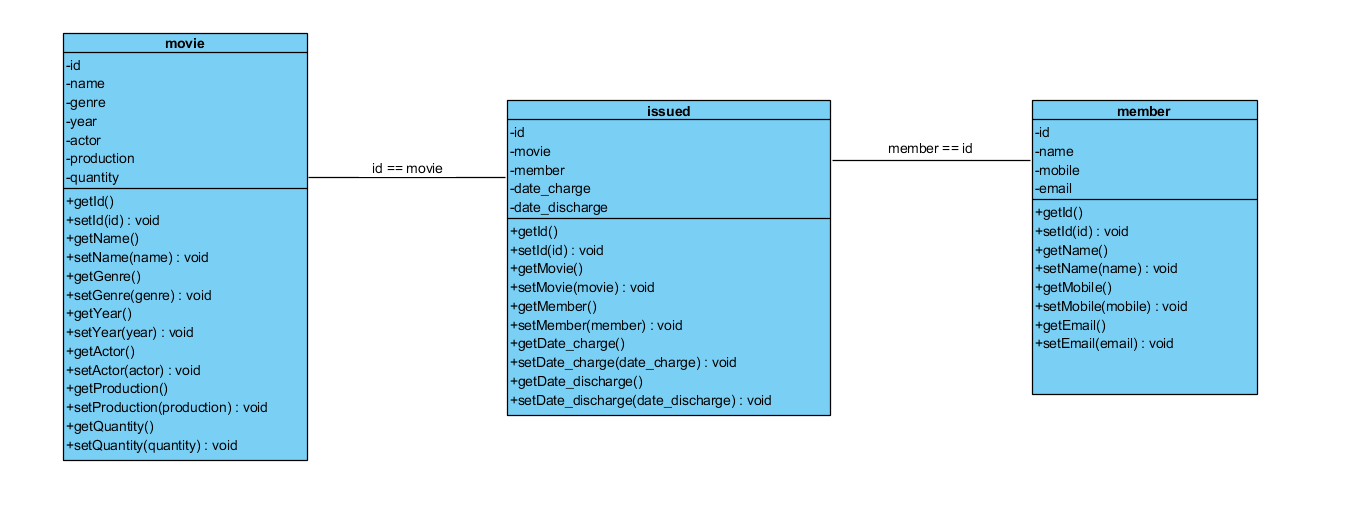 movie
-id
-name
-genre
-year
-actor
-production
-quantity
+getId()
+setId(id) : void
+getName()
+setName(name) : void
+getGenre()
+setGenre(genre) : void
+getYear()
+setYear(year) : void
+getActor()
+setActor(actor) : void
+getProduction()
+setProduction(production) : void
+getQuantity()
+setQuantity(quantity) : void
id == movie
issued
-id
-movie
-member
-date_charge
-date_discharge
+getId()
+setId(id) : void
+getMovie()
+setMovie(movie) : void
+getMember()
+setMember(member) : void
+getDate_charge()
+setDate_charge(date_charge) : void
+getDate_discharge()
+setDate_discharge(date_discharge) : void
member == id
member
-id
-name
-mobile
-email
+getId()
+setId(id) : void
+getName()
+setName(name) : void
+getMobile()
+setMobile(mobile) : void
+getEmail()
+setEmail(email) : void